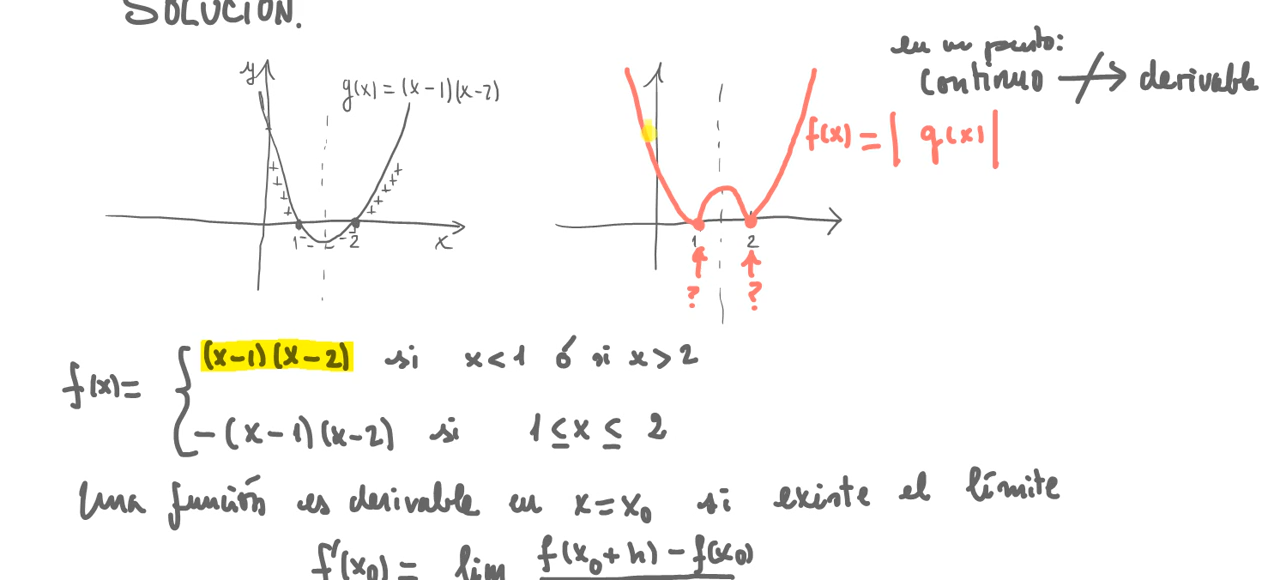 SOLUCIÓN.
en un punto:
continuo -/-> derivable
y
g(x) = (x-1)(x-2)
+ + + +
+ + + + +
1 - - - - 2
x
f(x) = | g(x) |
1 2
? ?
f(x) = { (x-1)(x-2) si x < 1 ó si x > 2
-(x-1)(x-2) si 1 ≤ x ≤ 2
Una función es derivable en x = x₀ si existe el límite
f'(x₀) = lim f(x₀+h) - f(x₀)